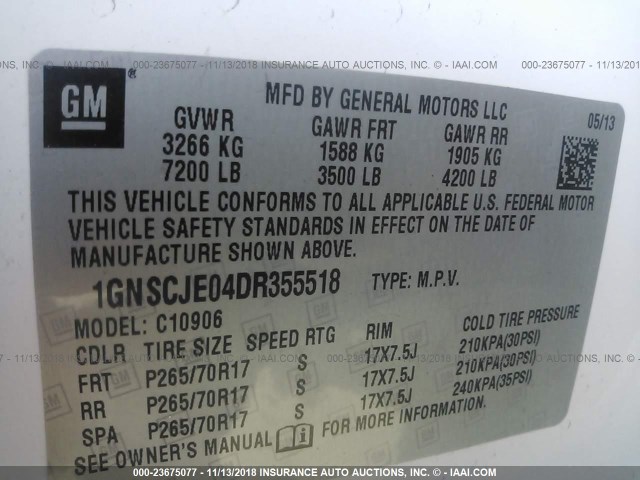 000-23675077 - 11/13/2018 INSURANCE AUTO AUCTIONS, INC. - IAAI.COM
GM
®
MFD BY GENERAL MOTORS LLC
05/13
GVWR GAWR FRT GAWR RR
3266 KG 1588 KG 1905 KG
7200 LB 3500 LB 4200 LB
THIS VEHICLE CONFORMS TO ALL APPLICABLE U.S. FEDERAL MOTOR
VEHICLE SAFETY STANDARDS IN EFFECT ON THE DATE OF
MANUFACTURE SHOWN ABOVE.
1GNSCJE04DR355518 TYPE: M.P.V.
MODEL: C10906
CDLR TIRE SIZE SPEED RTG RIM COLD TIRE PRESSURE
FRT P265/70R17 S 17X7.5J 210KPA(30PSI)
RR P265/70R17 S 17X7.5J 210KPA(30PSI)
SPA P265/70R17 S 17X7.5J 240KPA(35PSI)
SEE OWNER'S MANUAL FOR MORE INFORMATION.
000-23675077 - 11/13/2018 INSURANCE AUTO AUCTIONS, INC. - IAAI.COM